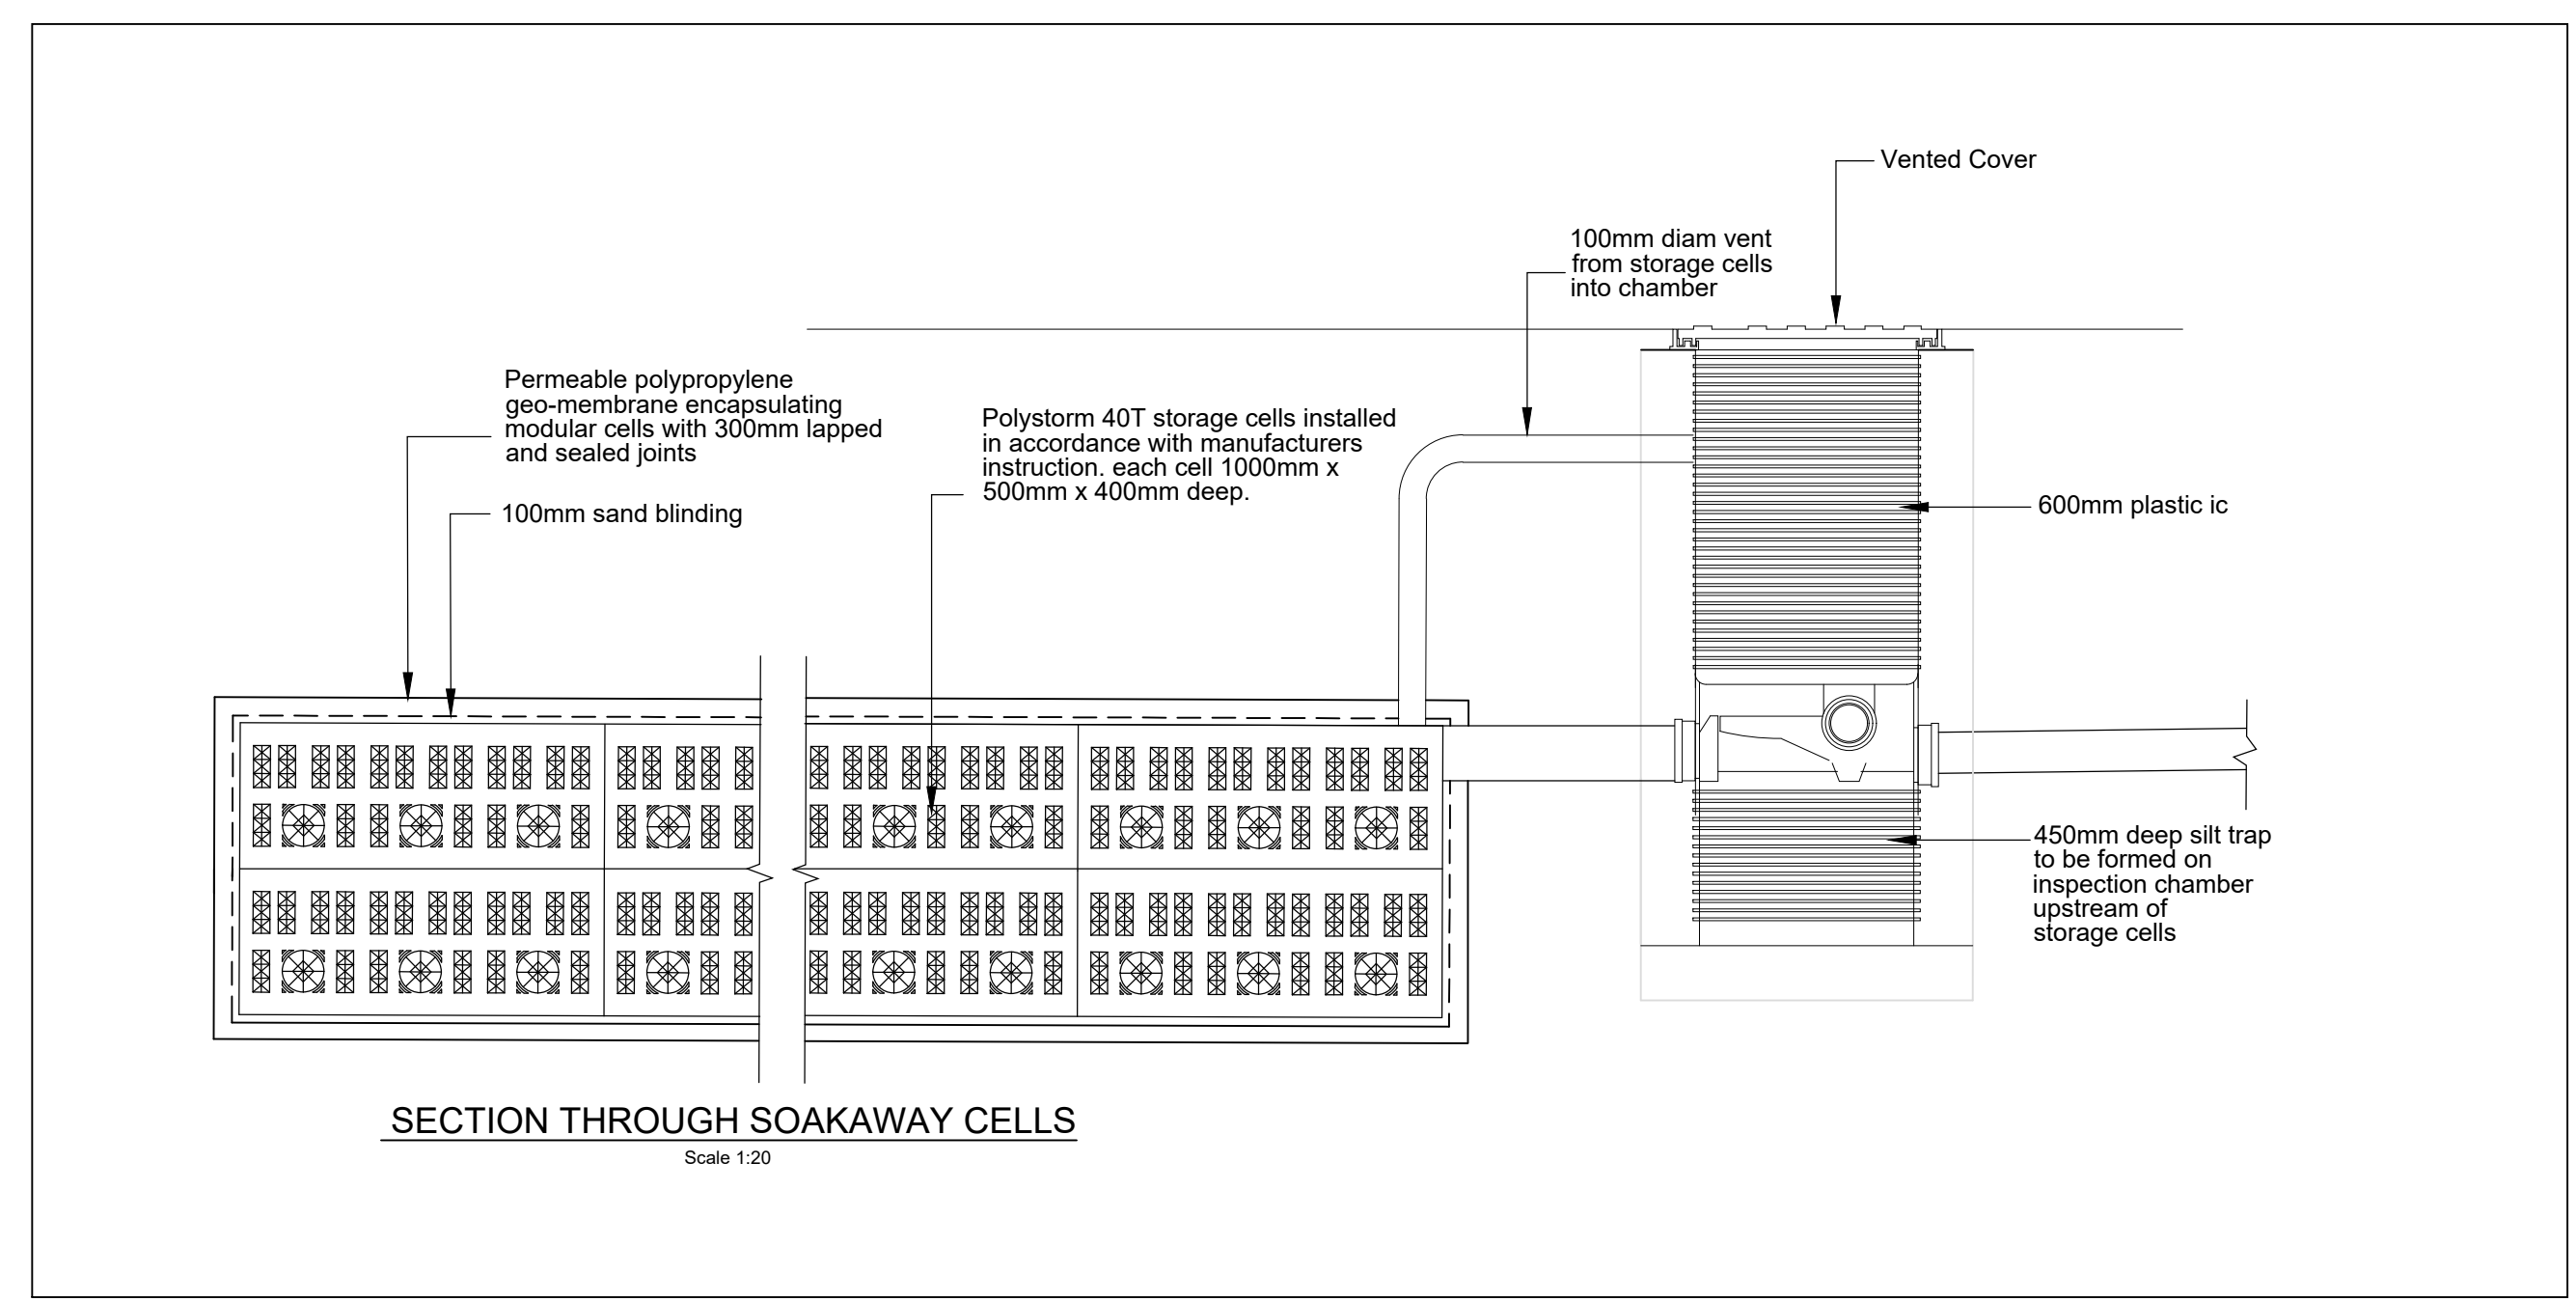 Vented Cover
100mm diam vent
from storage cells
into chamber
Permeable polypropylene
geo-membrane encapsulating
modular cells with 300mm lapped
and sealed joints
Polystorm 40T storage cells installed
in accordance with manufacturers
instruction. each cell 1000mm x
500mm x 400mm deep.
100mm sand blinding
600mm plastic ic
450mm deep silt trap
to be formed on
inspection chamber
upstream of
storage cells
SECTION THROUGH SOAKAWAY CELLS
Scale 1:20